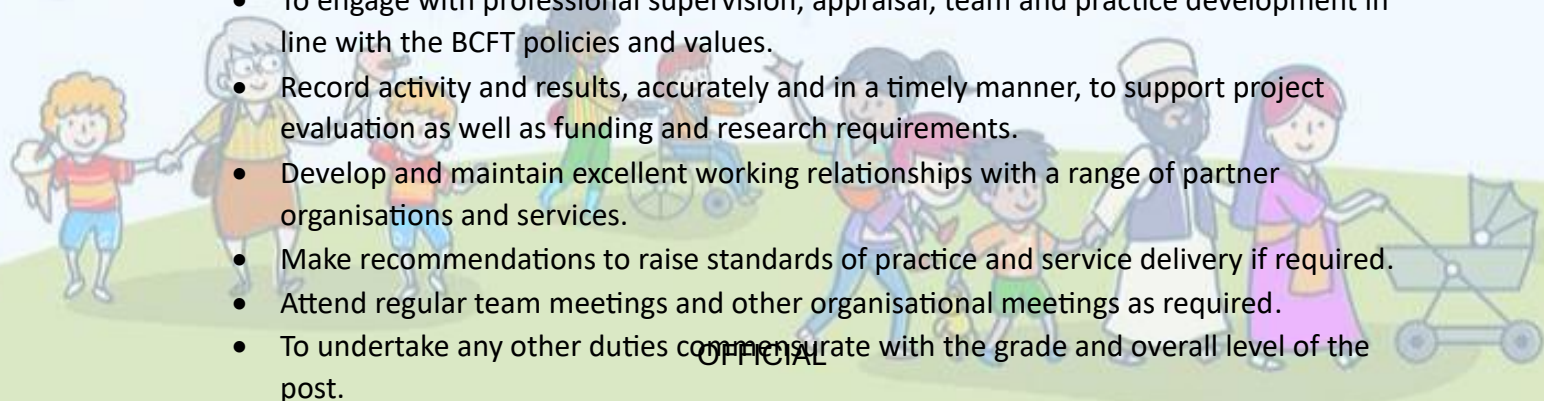 • To engage with professional supervision, appraisal, team and practice development in
line with the BCFT policies and values.
• Record activity and results, accurately and in a timely manner, to support project
evaluation as well as funding and research requirements.
• Develop and maintain excellent working relationships with a range of partner
organisations and services.
• Make recommendations to raise standards of practice and service delivery if required.
• Attend regular team meetings and other organisational meetings as required.
• To undertake any other duties commensurate with the grade and overall level of the
OFFICIAL
post.